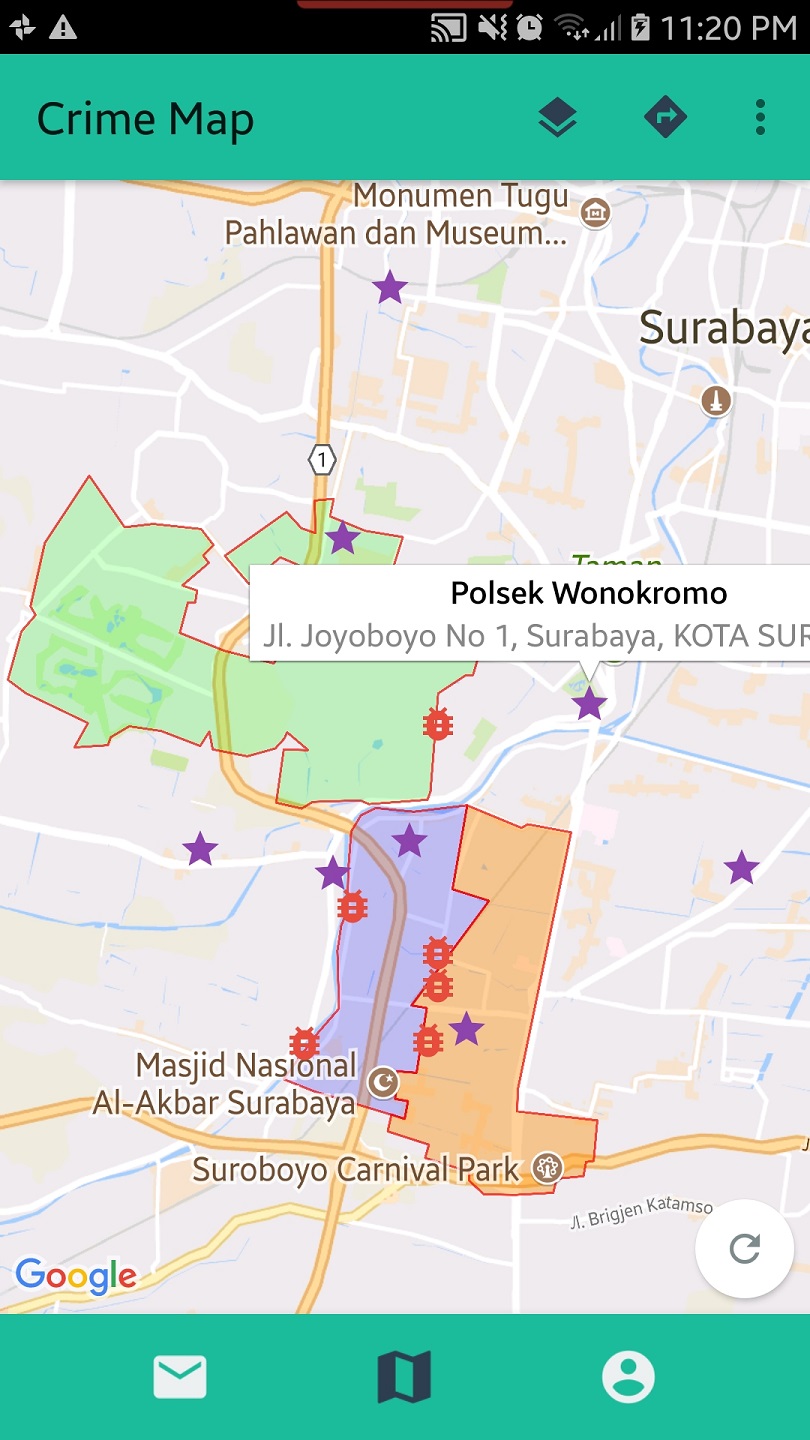 11:20 PM
Crime Map
Monumen Tugu
Pahlawan dan Museum...
Surabaya
1
Taman
Polsek Wonokromo
Jl. Joyoboyo No 1, Surabaya, KOTA SUR
Masjid Nasional
Al-Akbar Surabaya
Suroboyo Carnival Park
Jl. Brigjen Katamso
Google